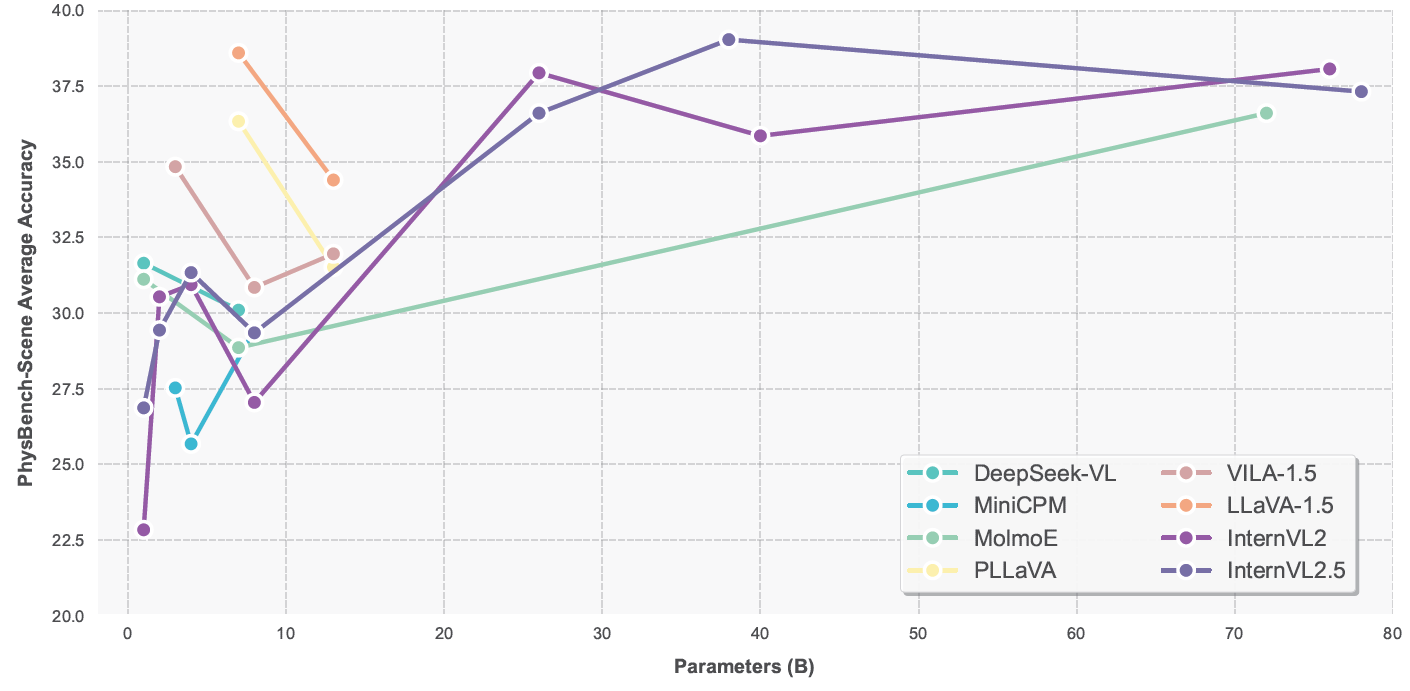 PhysBench-Scene Average Accuracy
40.0
37.5
35.0
32.5
30.0
27.5
25.0
22.5
20.0
0 10 20 30 40 50 60 70 80
Parameters (B)
DeepSeek-VL
MiniCPM
MolmoE
PLLaVA
VILA-1.5
LLaVA-1.5
InternVL2
InternVL2.5